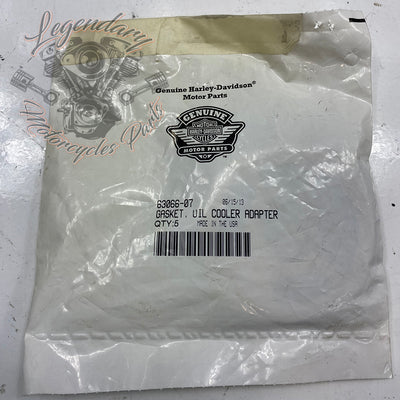 Legendary
Motorcycles Parts
Genuine Harley-Davidson®
Motor Parts
GENUINE
HARLEY-DAVIDSON
MOTOR PARTS
63066-07 06/15/13
GASKET, OIL COOLER ADAPTER
QTY:5 MADE IN THE USA